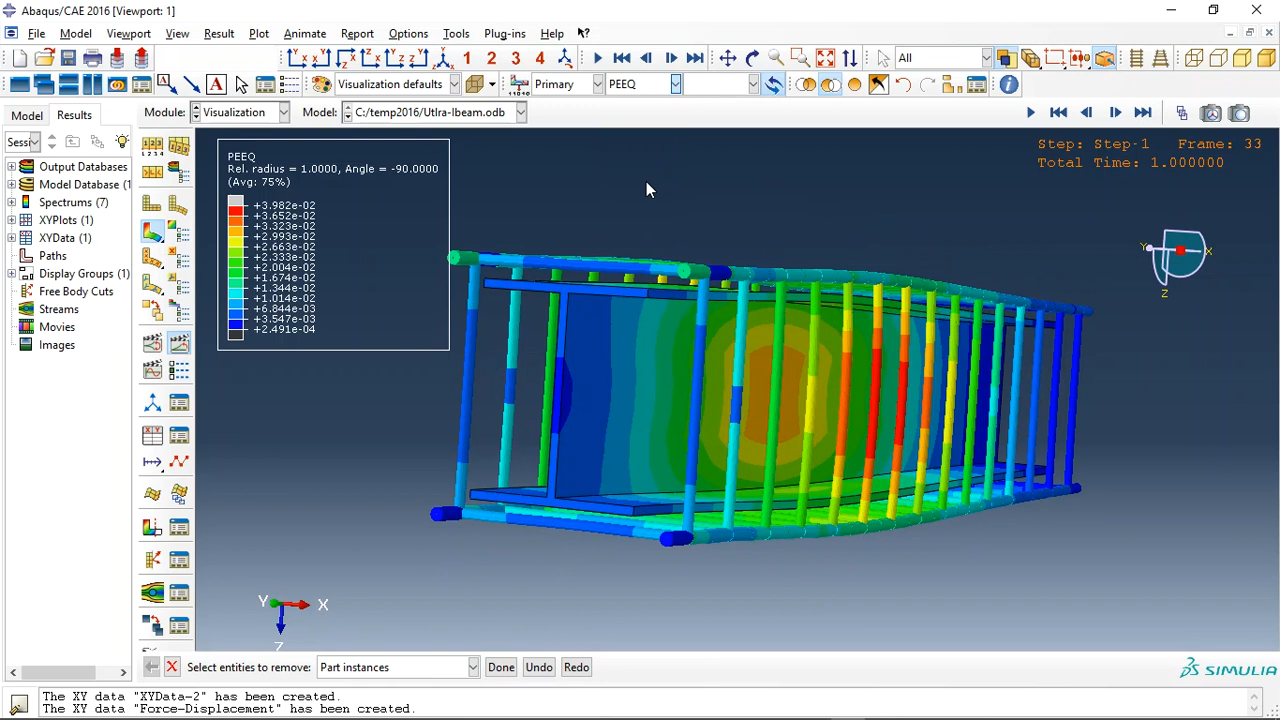 Abaqus/CAE 2016 [Viewport: 1]
File Model Viewport View Result Plot Animate Report Options Tools Plug-ins Help
1 2 3 4 All
Visualization defaults Primary PEEQ
Model Results Module: Visualization Model: C:/temp2016/Utlra-Ibeam.odb
Sessi
Output Databases
Model Database (1
Spectrums (7)
XYPlots (1)
XYData (1)
Paths
Display Groups (1
Free Body Cuts
Streams
Movies
Images
PEEQ
Rel. radius = 1.0000, Angle = -90.0000
(Avg: 75%)
+3.982e-02
+3.652e-02
+3.323e-02
+2.993e-02
+2.663e-02
+2.333e-02
+2.004e-02
+1.674e-02
+1.344e-02
+1.014e-02
+6.844e-03
+3.547e-03
+2.491e-04
Step: Step-1 Frame: 33
Total Time: 1.000000
Y X
Z
Y X
Z
Select entities to remove: Part instances Done Undo Redo
SIMULIA
The XY data "XYData-2" has been created.
The XY data "Force-Displacement" has been created.